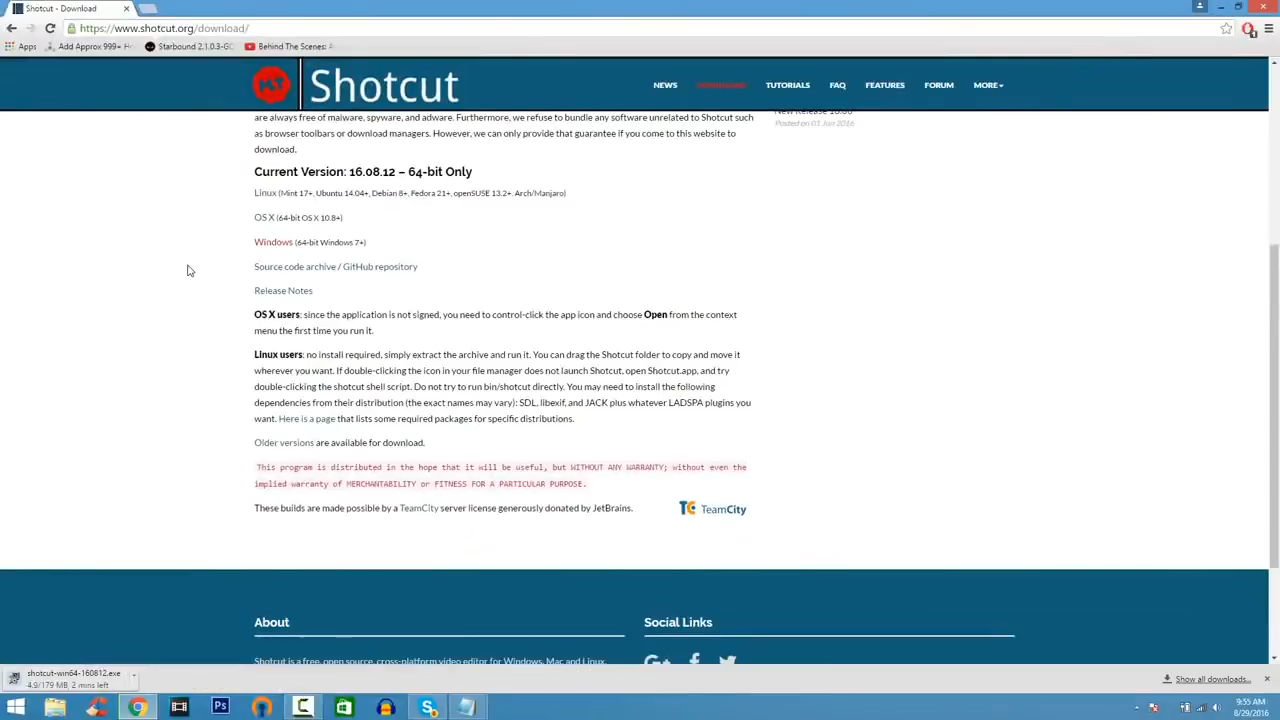 Shotcut - Download
https://www.shotcut.org/download/
Apps
Add Approx 999+ H
Starbound 2.1.0.3-GO
Behind The Scenes: A
Shotcut
NEWS
TUTORIALS
FAQ
FEATURES
FORUM
MORE
are always free of malware, spyware, and adware. Furthermore, we refuse to bundle any software unrelated to Shotcut such
as browser toolbars or download managers. However, we can only provide that guarantee if you come to this website to
download.
Posted on 01 Jun 2016
Current Version: 16.08.12 – 64-bit Only
Linux (Mint 17+, Ubuntu 14.04+, Debian 8+, Fedora 21+, openSUSE 13.2+, Arch/Manjaro)
OS X (64-bit OS X 10.8+)
Windows (64-bit Windows 7+)
Source code archive / GitHub repository
Release Notes
OS X users: since the application is not signed, you need to control-click the app icon and choose Open from the context
menu the first time you run it.
Linux users: no install required, simply extract the archive and run it. You can drag the Shotcut folder to copy and move it
wherever you want. If double-clicking the icon in your file manager does not launch Shotcut, open Shotcut.app, and try
double-clicking the shotcut shell script. Do not try to run bin/shotcut directly. You may need to install the following
dependencies from their distribution (the exact names may vary): SDL, libexif, and JACK plus whatever LADSPA plugins you
want. Here is a page that lists some required packages for specific distributions.
Older versions are available for download.
This program is distributed in the hope that it will be useful, but WITHOUT ANY WARRANTY; without even the
implied warranty of MERCHANTABILITY or FITNESS FOR A PARTICULAR PURPOSE.
These builds are made possible by a TeamCity server license generously donated by JetBrains.
TC TeamCity
About
Social Links
Shotcut is a free, open source, cross-platform video editor for Windows, Mac and Linux.
shotcut-win64-160812.exe
4.9/179 MB, 2 mins left
Show all downloads...
9:55 AM
8/29/2016